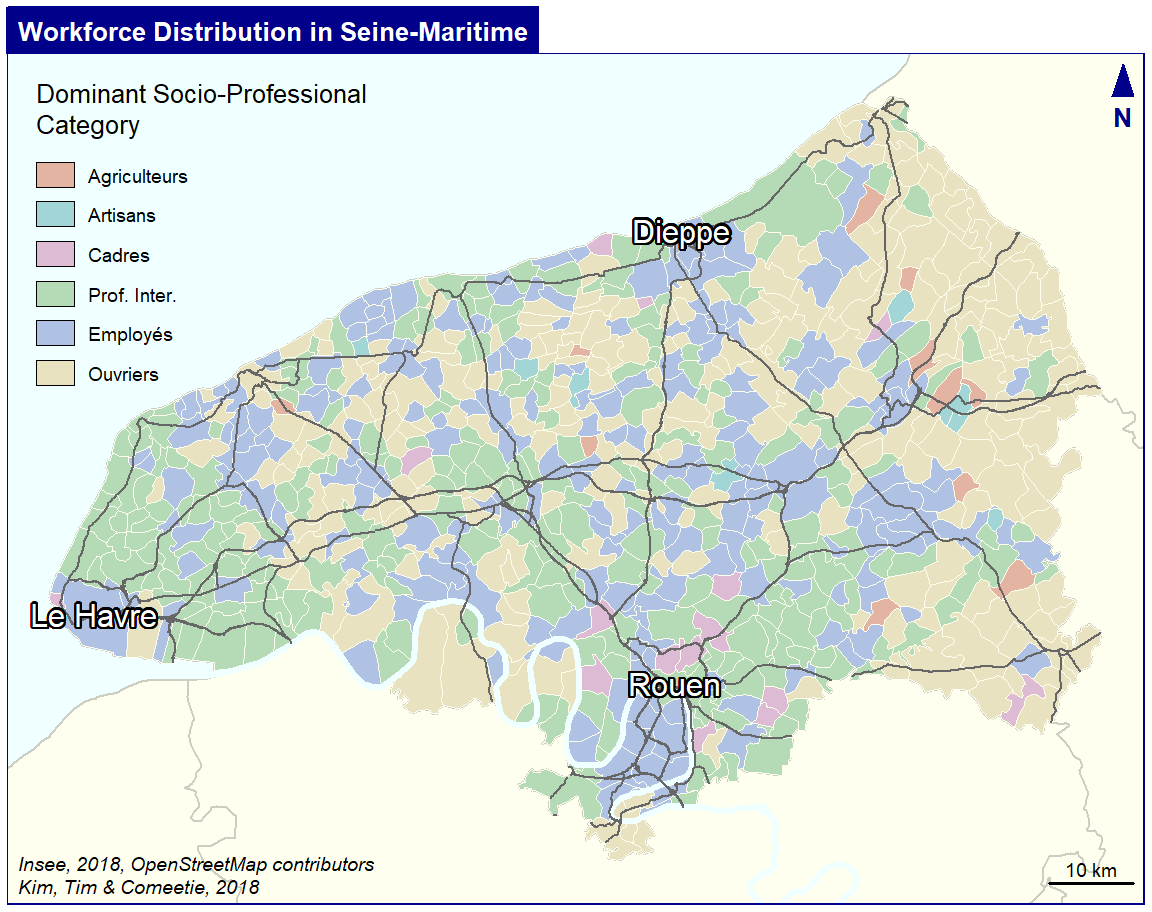 Workforce Distribution in Seine-Maritime
Dominant Socio-Professional
Category
Agriculteurs
Artisans
Cadres
Prof. Inter.
Employés
Ouvriers
N
Dieppe
Le Havre
Rouen
Insee, 2018, OpenStreetMap contributors
Kim, Tim & Comeetie, 2018
10 km